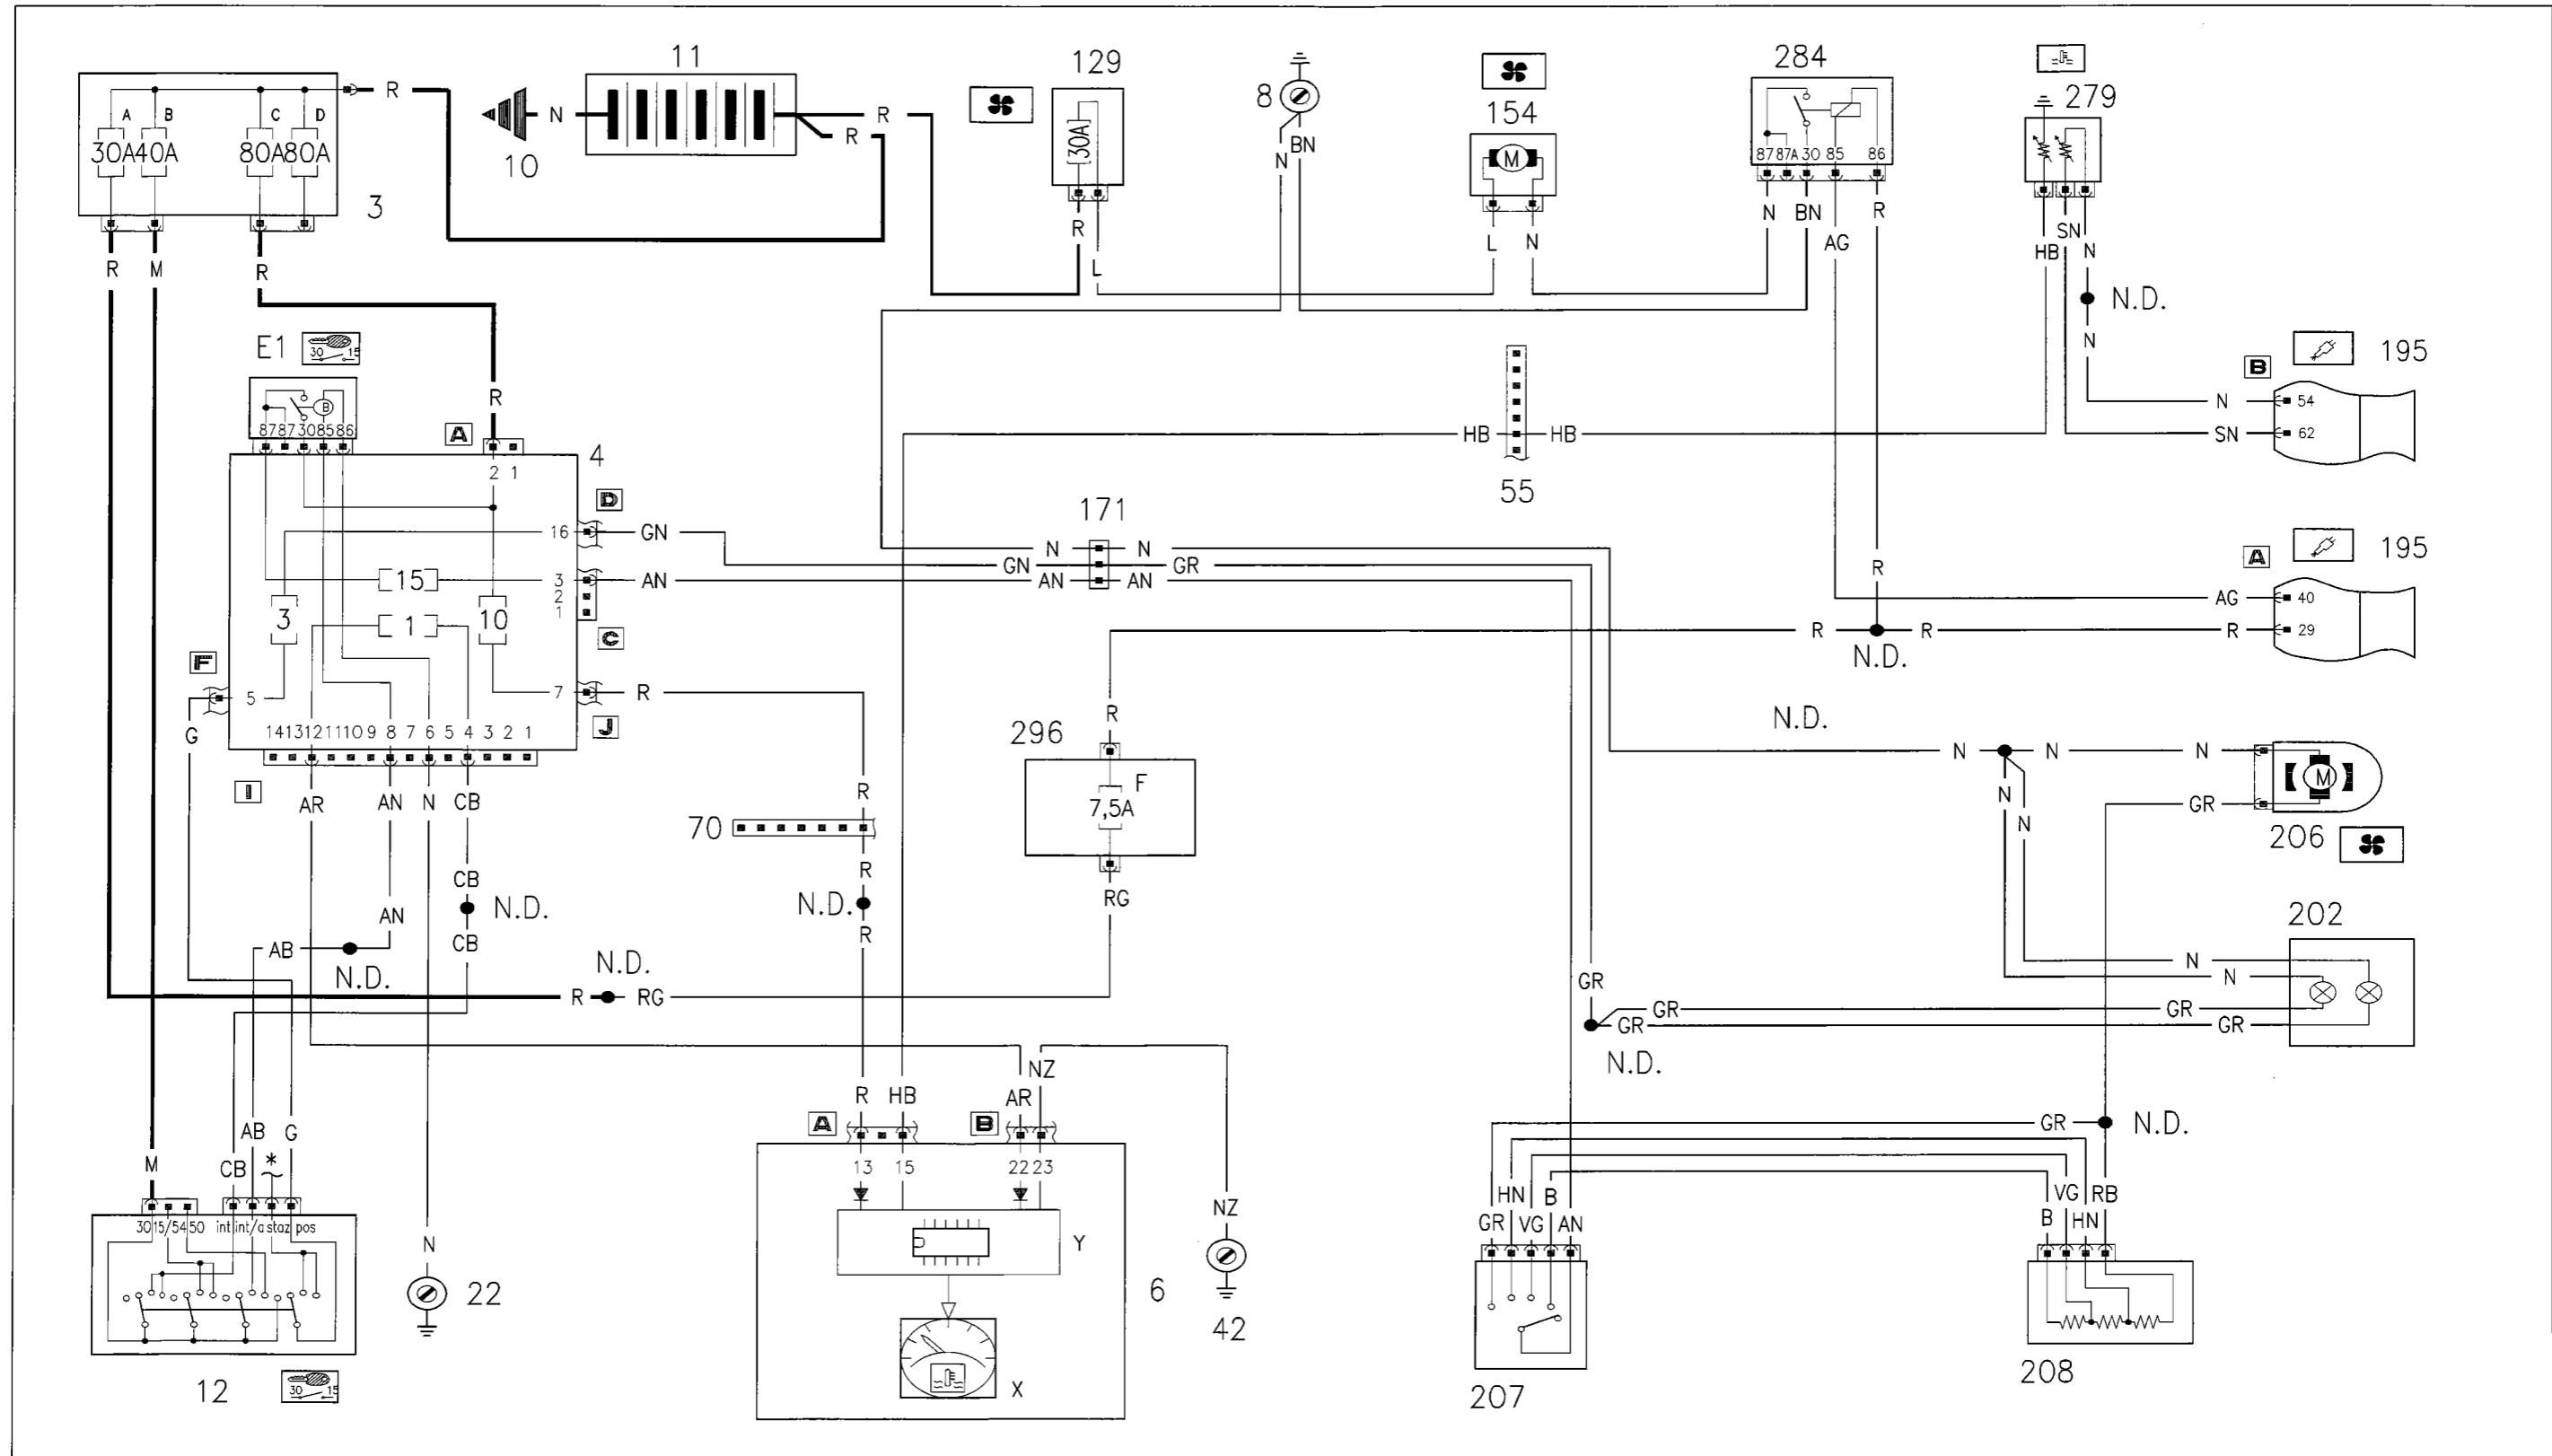 11
129
8
154
284
279
A B C D
30A 40A 80A 80A
3
R
N
10
R
R
30A
N
BN
M
87 87A 30 85 86
R
L
L N
N BN AG R
HB SN N
N.D.
N
R M R
E1
30 15
B
87 87 30 85 86
R
A
4
2 1
B
195
N
54
SN
62
HB
HB
55
D
16
GN
171
N
N
GN
GR
AN
AN
15
3
AN
2
1
3
1
10
C
R
A
195
AG
40
R
R
R
29
N.D.
F
5
G
7
R
J
14 13 12 11 10 9 8 7 6 5 4 3 2 1
I
AR AN N CB
R
296
R
F
7,5A
RG
70
R
N.D.
R
N.D.
N
N
N
M
GR
206
N
N
CB
N.D.
CB
AN
AB
N.D.
N.D.
R
RG
202
N
N
GR
GR
GR
GR
GR
N.D.
NZ
R HB
AR
A
B
13 15 22 23
Y
X
6
NZ
42
AB G
M
CB
*
30 15/54 50 int int/a staz pos
12
30 15
N
22
GR
N.D.
HN B
GR VG AN
207
VG RB
B HN
208